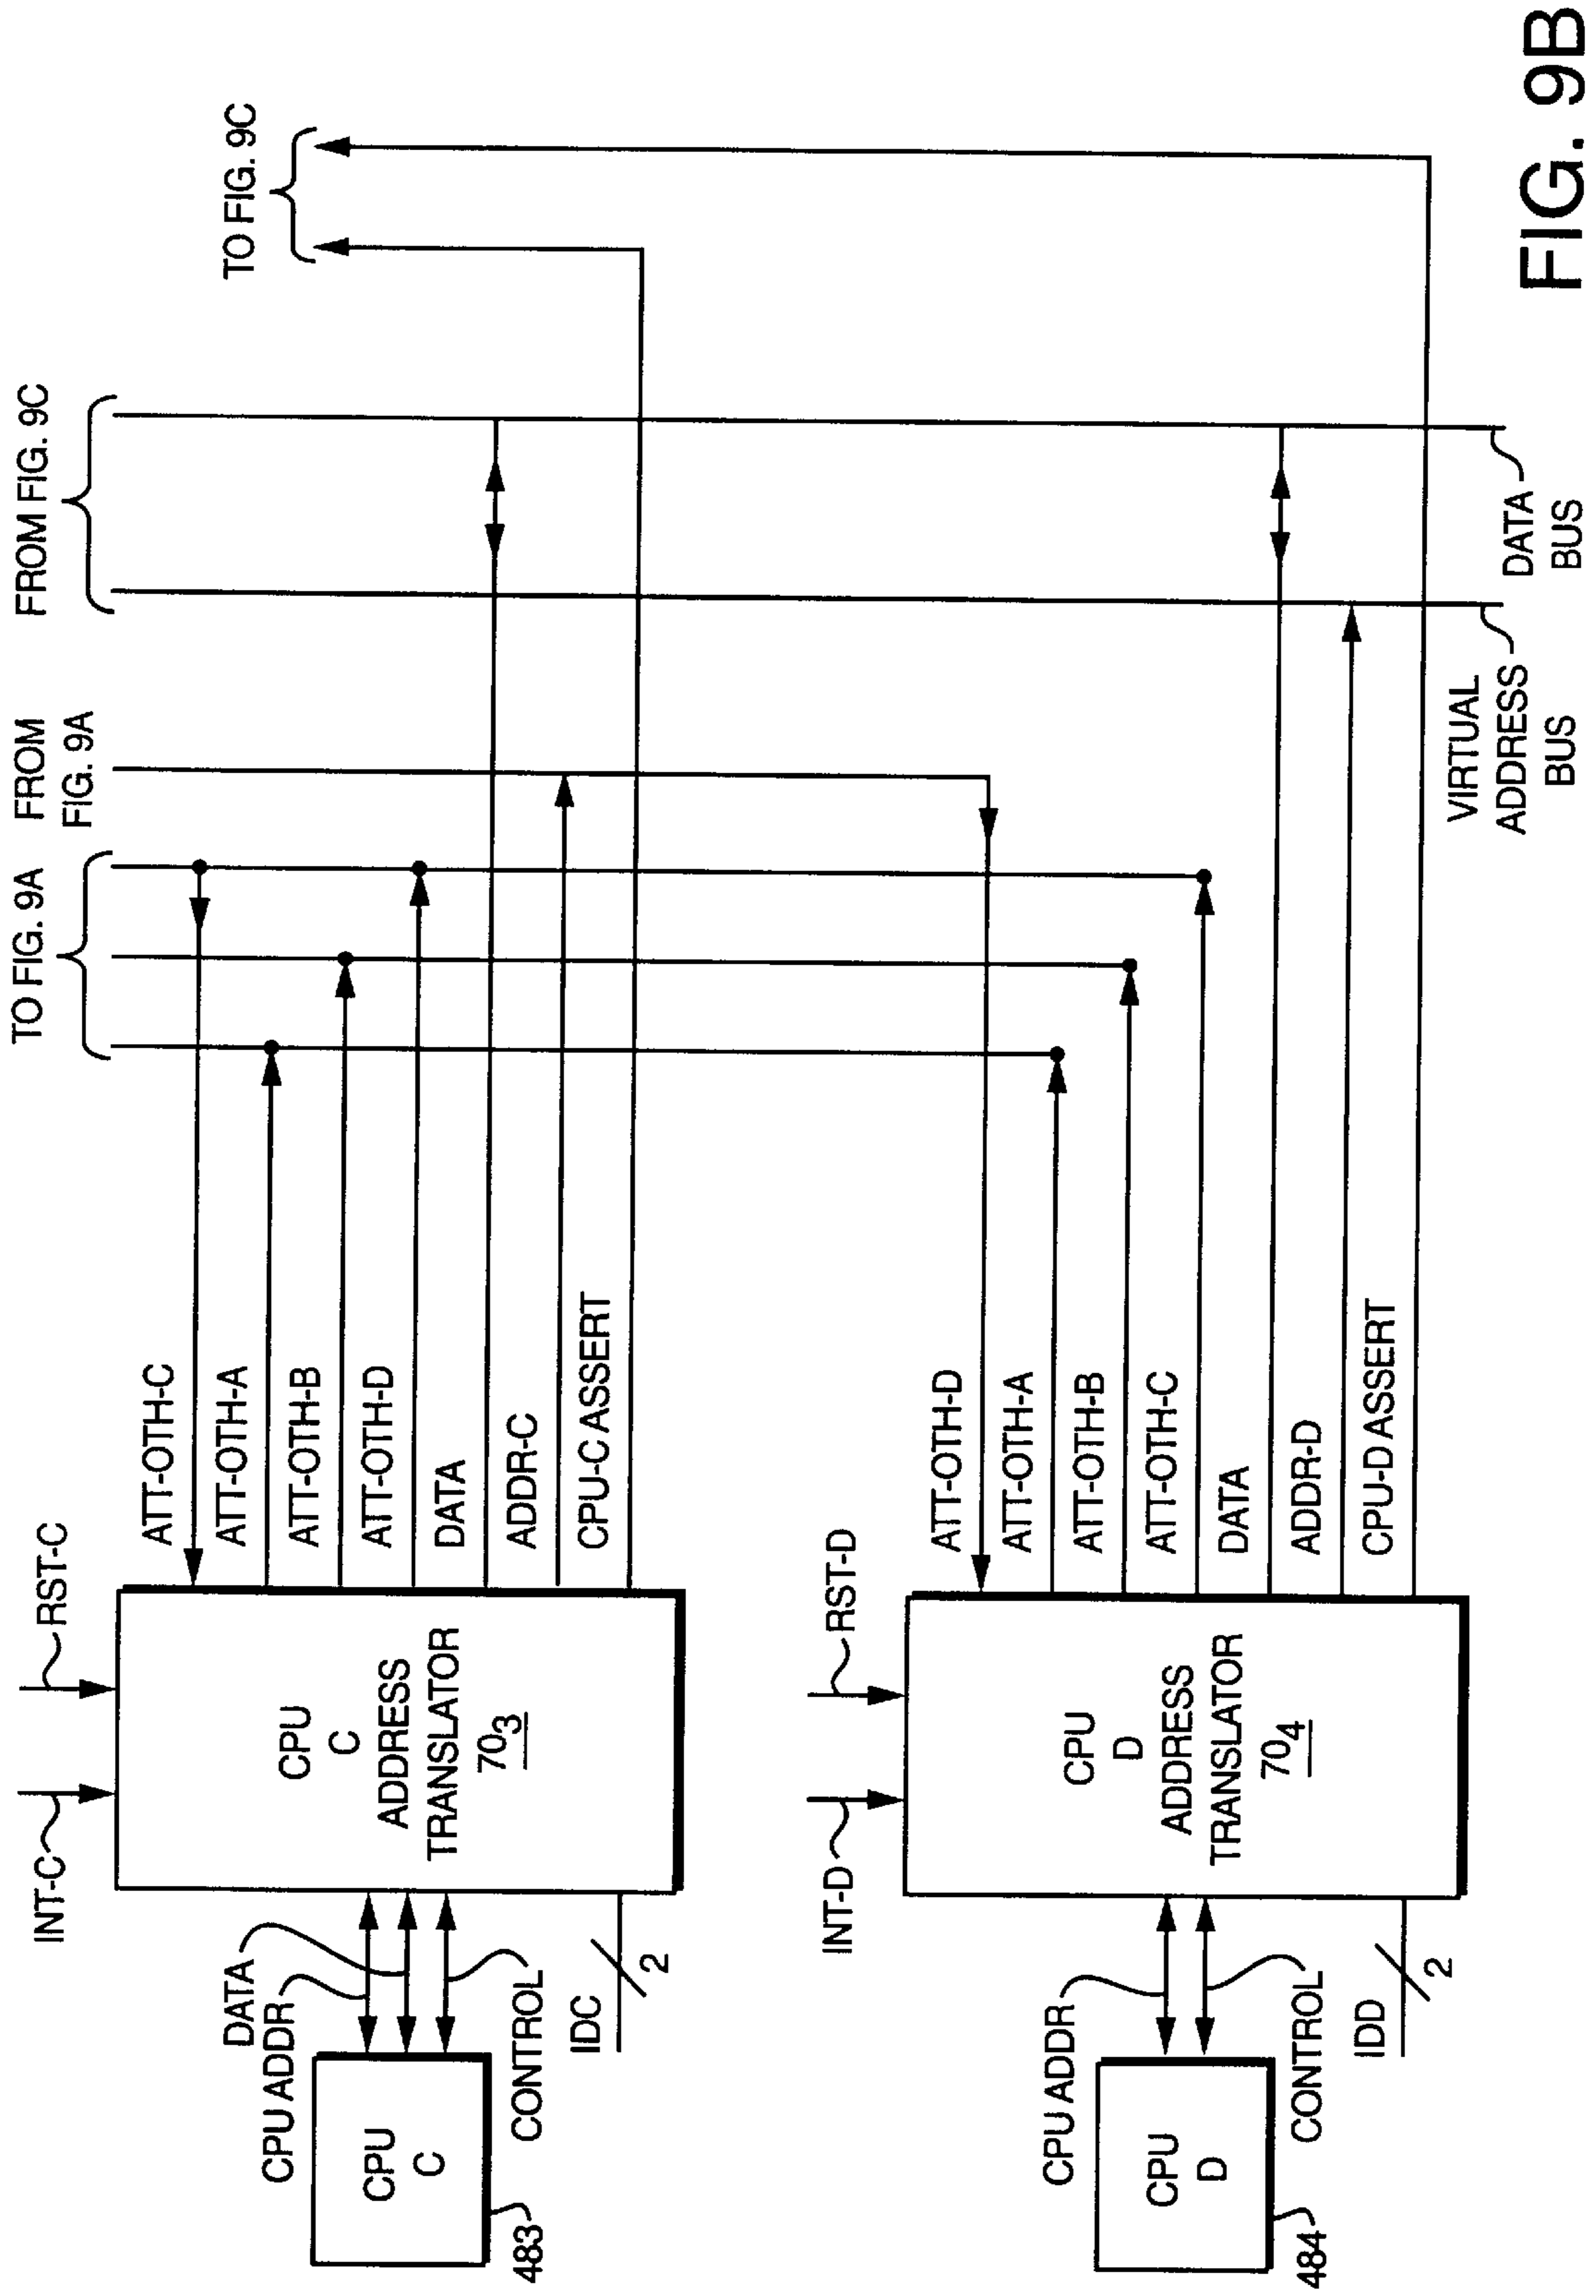 TO FIG. 9A
FROM
FIG. 9A
FROM FIG. 9C
TO FIG. 9C
INT-C
RST-C
DATA
CPU ADDR
CONTROL
CPU
C
483
IDC
2
CPU
C
ADDRESS
TRANSLATOR
703
ATT-OTH-C
ATT-OTH-A
ATT-OTH-B
ATT-OTH-D
DATA
ADDR-C
CPU-C ASSERT
INT-D
RST-D
CPU ADDR
CONTROL
CPU
D
484
IDD
2
CPU
D
ADDRESS
TRANSLATOR
704
ATT-OTH-D
ATT-OTH-A
ATT-OTH-B
ATT-OTH-C
DATA
ADDR-D
CPU-D ASSERT
VIRTUAL
ADDRESS
BUS
DATA
BUS
FIG. 9B